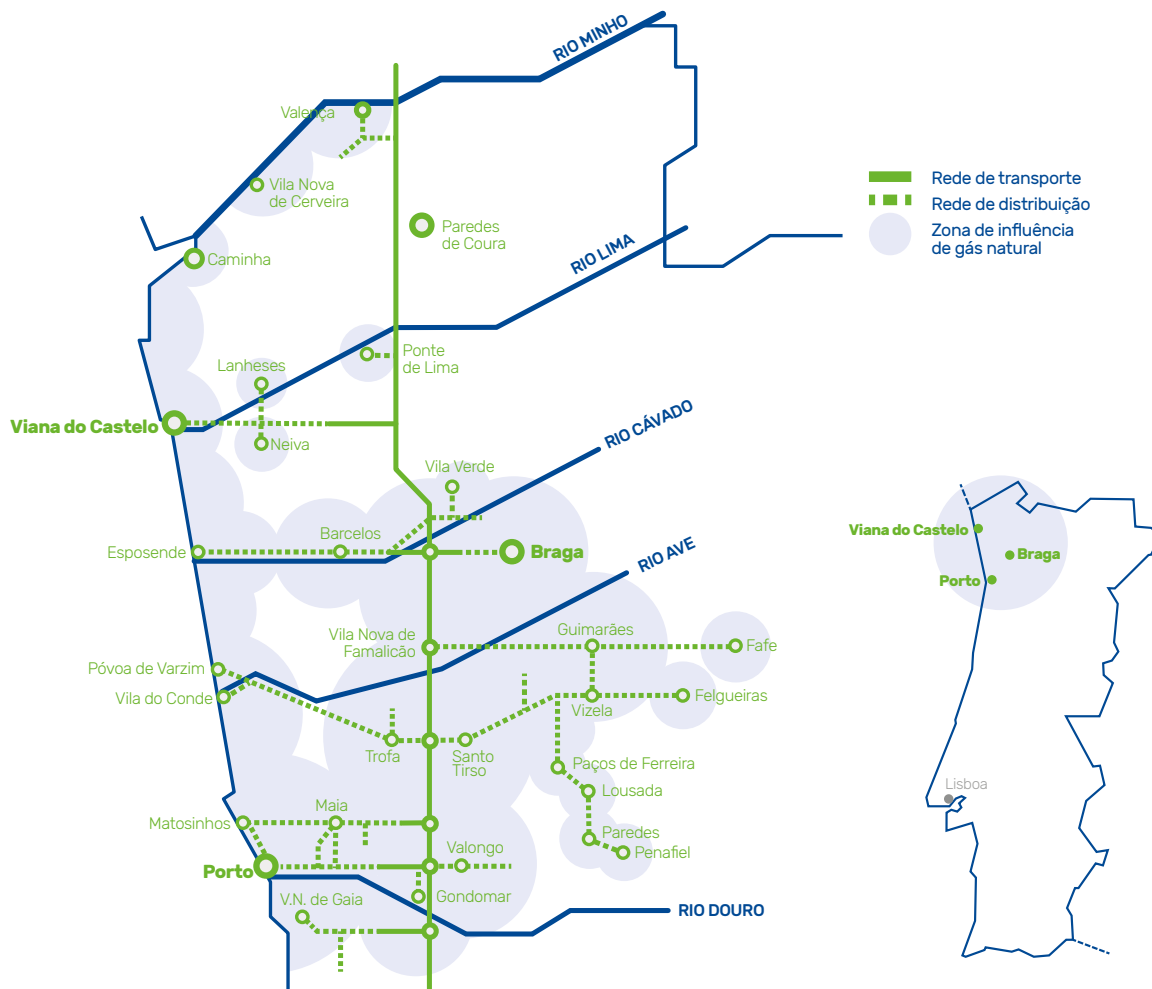 RIO MINHO
Valença
Vila Nova
de Cerveira
Paredes
de Coura
Caminha
RIO LIMA
Lanheses
Ponte
de Lima
Viana do Castelo
Neiva
RIO CÁVADO
Vila Verde
Barcelos
Esposende
Braga
RIO AVE
Vila Nova de
Famalicão
Guimarães
Fafe
Póvoa de Varzim
Vila do Conde
Felgueiras
Vizela
Trofa
Santo
Tirso
Paços de Ferreira
Lousada
Maia
Matosinhos
Paredes
Penafiel
Valongo
Porto
Gondomar
V.N. de Gaia
RIO DOURO
Rede de transporte
Rede de distribuição
Zona de influência
de gás natural
Viana do Castelo
Braga
Porto
Lisboa